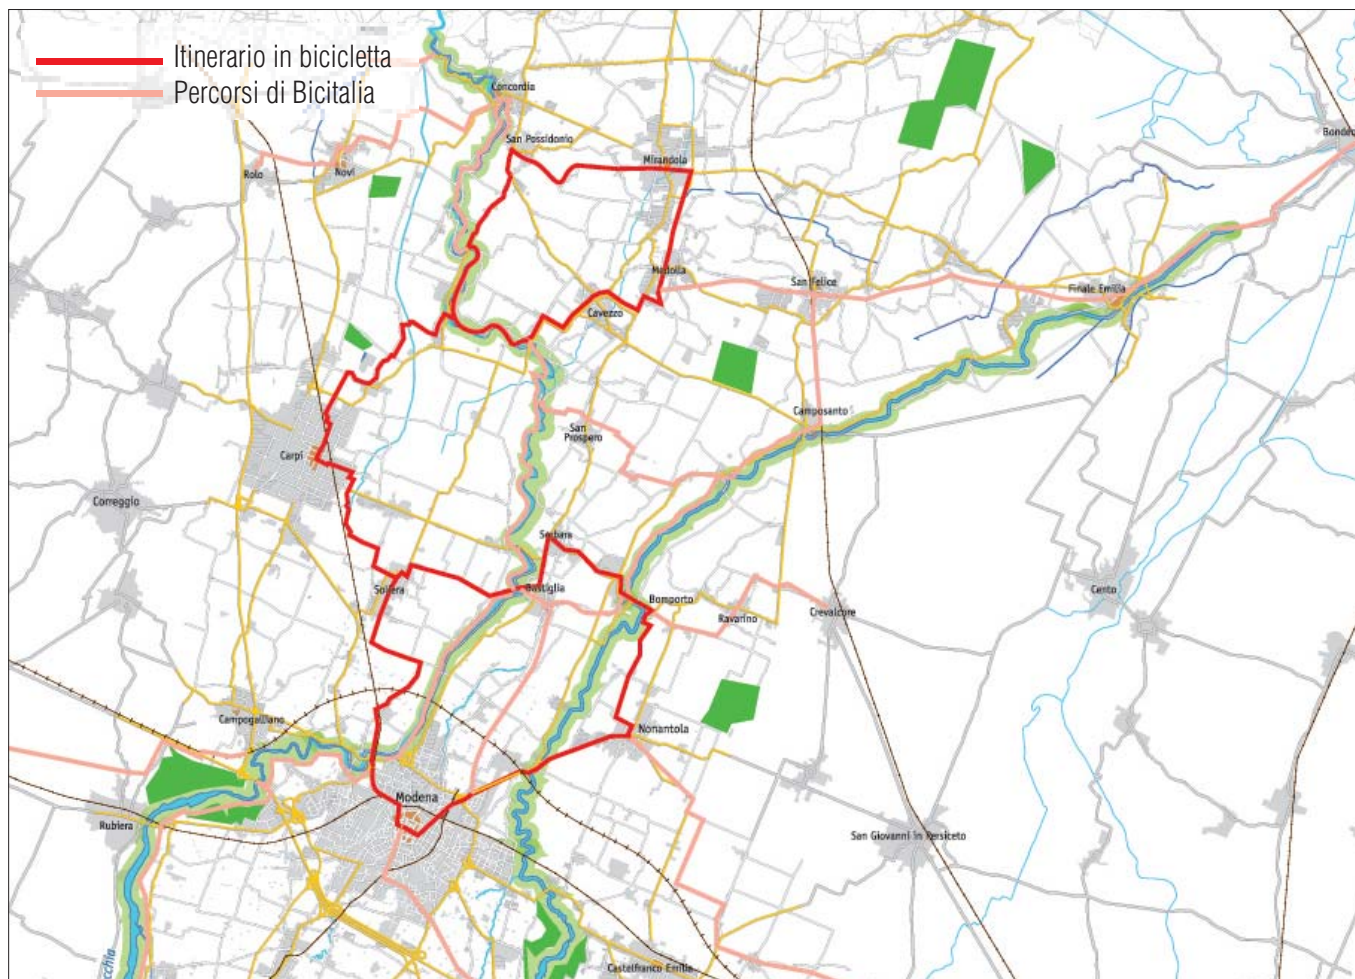 Itinerario in bicicletta
Percorsi di Bicitalia
Concordia
San Possidonio
Mirandola
Bonden
Rolo
Novi
Medolla
San Felice
Finale Emilia
Cavezzo
Camposanto
San
Prospero
Carpi
Correggio
Sorbara
Soliera
Bastiglia
Bomporto
Ravarino
Crevalcore
Cento
Campogalliano
Nonantola
Modena
Rubiera
San Giovanni in Persiceto
cchia
Castelfranco Emilia